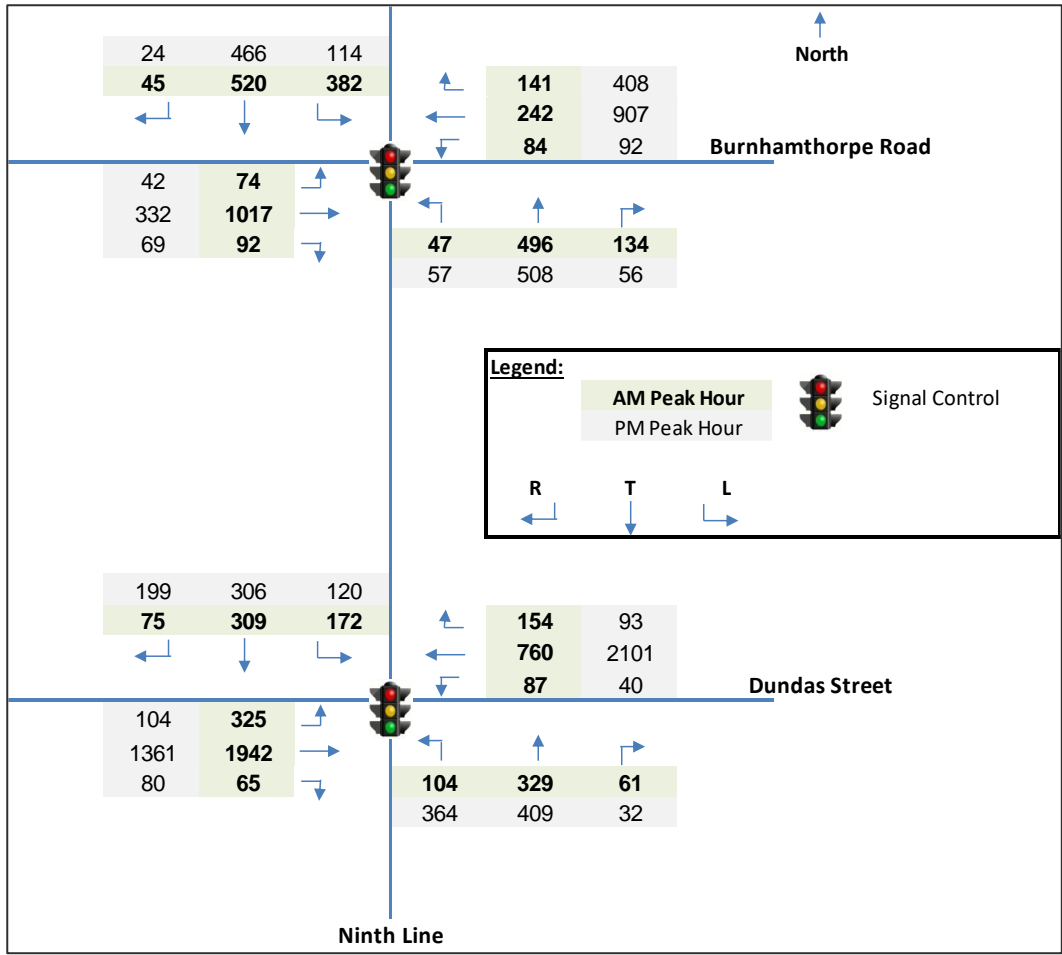 24 466 114
45 520 382
North
141 408
242 907
84 92
Burnhamthorpe Road
42 74
332 1017
69 92
47 496 134
57 508 56
Legend:
AM Peak Hour
PM Peak Hour
Signal Control
R T L
199 306 120
75 309 172
154 93
760 2101
87 40
Dundas Street
104 325
1361 1942
80 65
104 329 61
364 409 32
Ninth Line